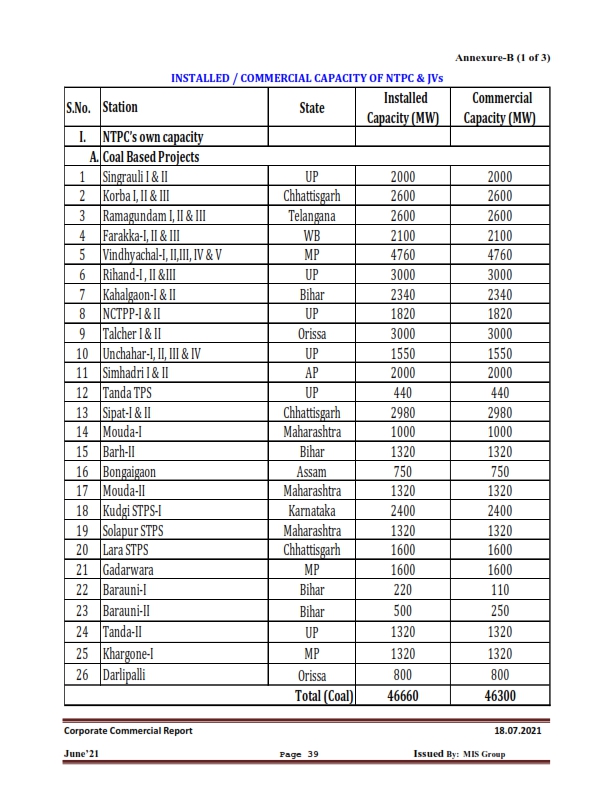 Annexure-B (1 of 3)
INSTALLED / COMMERCIAL CAPACITY OF NTPC & JVs
S.No. Station State Installed Capacity (MW) Commercial Capacity (MW)
I. NTPC's own capacity
A. Coal Based Projects
1 Singrauli I & II UP 2000 2000
2 Korba I, II & III Chhattisgarh 2600 2600
3 Ramagundam I, II & III Telangana 2600 2600
4 Farakka-I, II & III WB 2100 2100
5 Vindhyachal-I, II,III, IV & V MP 4760 4760
6 Rihand-I , II &III UP 3000 3000
7 Kahalgaon-I & II Bihar 2340 2340
8 NCTPP-I & II UP 1820 1820
9 Talcher I & II Orissa 3000 3000
10 Unchahar-I, II, III & IV UP 1550 1550
11 Simhadri I & II AP 2000 2000
12 Tanda TPS UP 440 440
13 Sipat-I & II Chhattisgarh 2980 2980
14 Mouda-I Maharashtra 1000 1000
15 Barh-II Bihar 1320 1320
16 Bongaigaon Assam 750 750
17 Mouda-II Maharashtra 1320 1320
18 Kudgi STPS-I Karnataka 2400 2400
19 Solapur STPS Maharashtra 1320 1320
20 Lara STPS Chhattisgarh 1600 1600
21 Gadarwara MP 1600 1600
22 Barauni-I Bihar 220 110
23 Barauni-II Bihar 500 250
24 Tanda-II UP 1320 1320
25 Khargone-I MP 1320 1320
26 Darlipalli Orissa 800 800
Total (Coal) 46660 46300
Corporate Commercial Report 18.07.2021
June'21 Page 39 Issued By: MIS Group